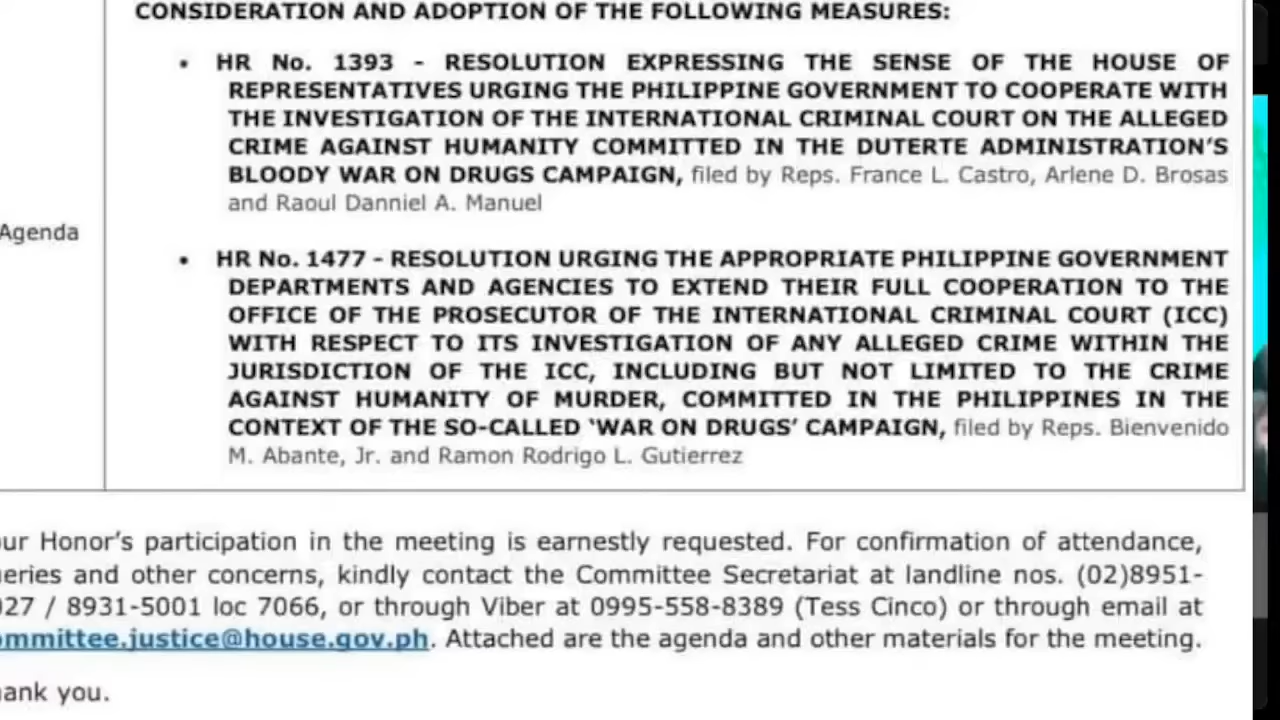 CONSIDERATION AND ADOPTION OF THE FOLLOWING MEASURES:
• HR No. 1393 - RESOLUTION EXPRESSING THE SENSE OF THE HOUSE OF
REPRESENTATIVES URGING THE PHILIPPINE GOVERNMENT TO COOPERATE WITH
THE INVESTIGATION OF THE INTERNATIONAL CRIMINAL COURT ON THE ALLEGED
CRIME AGAINST HUMANITY COMMITTED IN THE DUTERTE ADMINISTRATION'S
BLOODY WAR ON DRUGS CAMPAIGN, filed by Reps. France L. Castro, Arlene D. Brosas
and Raoul Danniel A. Manuel
Agenda
• HR No. 1477 - RESOLUTION URGING THE APPROPRIATE PHILIPPINE GOVERNMENT
DEPARTMENTS AND AGENCIES TO EXTEND THEIR FULL COOPERATION TO THE
OFFICE OF THE PROSECUTOR OF THE INTERNATIONAL CRIMINAL COURT (ICC)
WITH RESPECT TO ITS INVESTIGATION OF ANY ALLEGED CRIME WITHIN THE
JURISDICTION OF THE ICC, INCLUDING BUT NOT LIMITED TO THE CRIME
AGAINST HUMANITY OF MURDER, COMMITTED IN THE PHILIPPINES IN THE
CONTEXT OF THE SO-CALLED 'WAR ON DRUGS' CAMPAIGN, filed by Reps. Bienvenido
M. Abante, Jr. and Ramon Rodrigo L. Gutierrez
our Honor's participation in the meeting is earnestly requested. For confirmation of attendance,
eries and other concerns, kindly contact the Committee Secretariat at landline nos. (02)8951-
027 / 8931-5001 loc 7066, or through Viber at 0995-558-8389 (Tess Cinco) or through email at
ommittee.justice@house.gov.ph. Attached are the agenda and other materials for the meeting.
ank you.